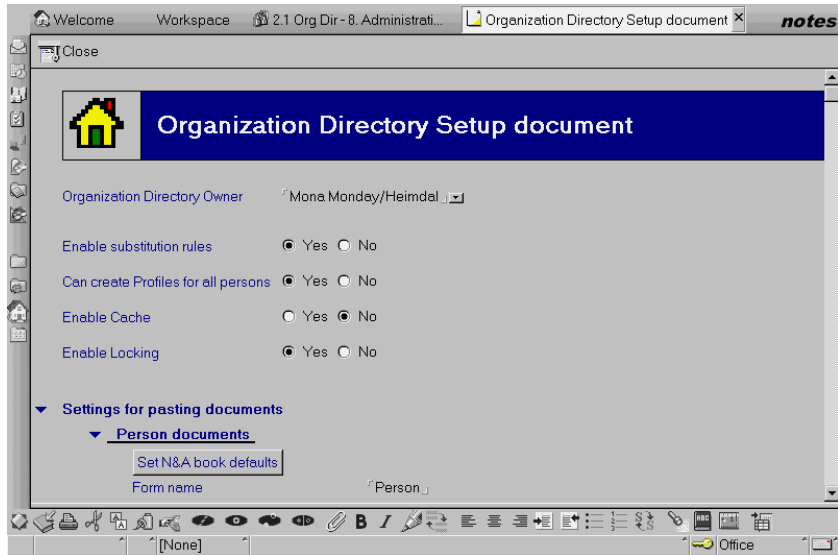 Welcome Workspace 2.1 Org Dir - 8. Administrati... Organization Directory Setup document notes
Close
Organization Directory Setup document
Organization Directory Owner Mona Monday/Heimdal
Enable substitution rules Yes No
Can create Profiles for all persons Yes No
Enable Cache Yes No
Enable Locking Yes No
Settings for pasting documents
Person documents
Set N&A book defaults
Form name Person
B I ABC
[None] Office